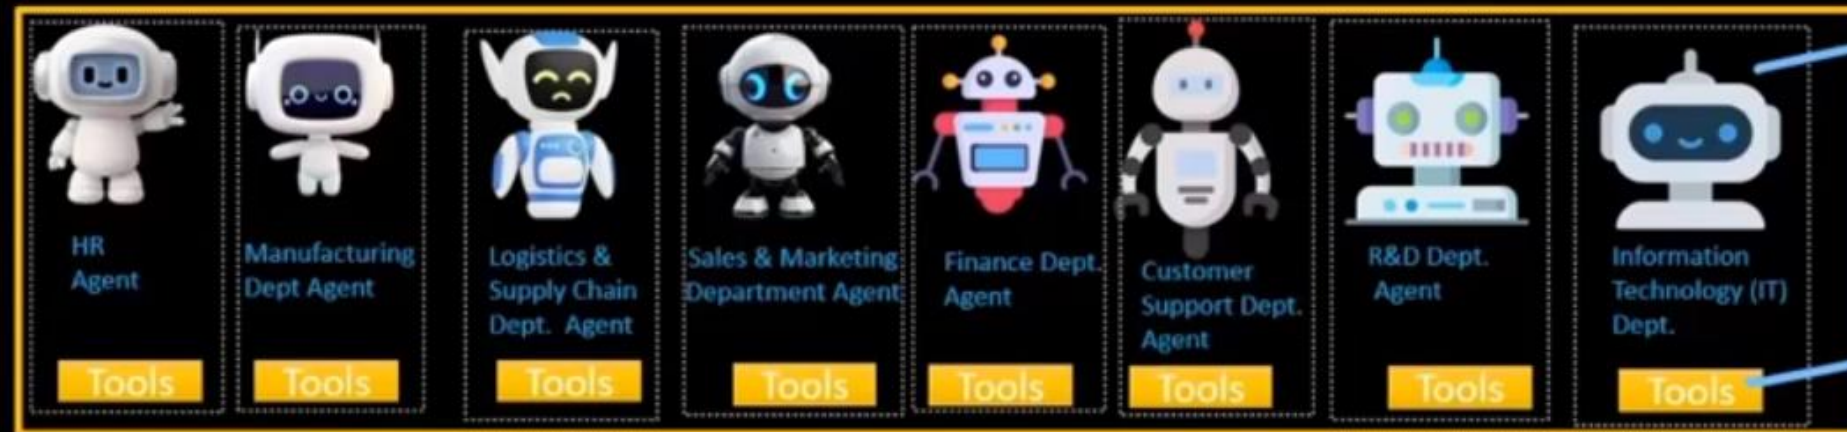 HR
Agent
Tools
Manufacturing
Dept Agent
Tools
Logistics &
Supply Chain
Dept. Agent
Tools
Sales & Marketing
Department Agent
Tools
Finance Dept.
Agent
Tools
Customer
Support Dept.
Agent
Tools
R&D Dept.
Agent
Tools
Information
Technology (IT)
Dept.
Tools